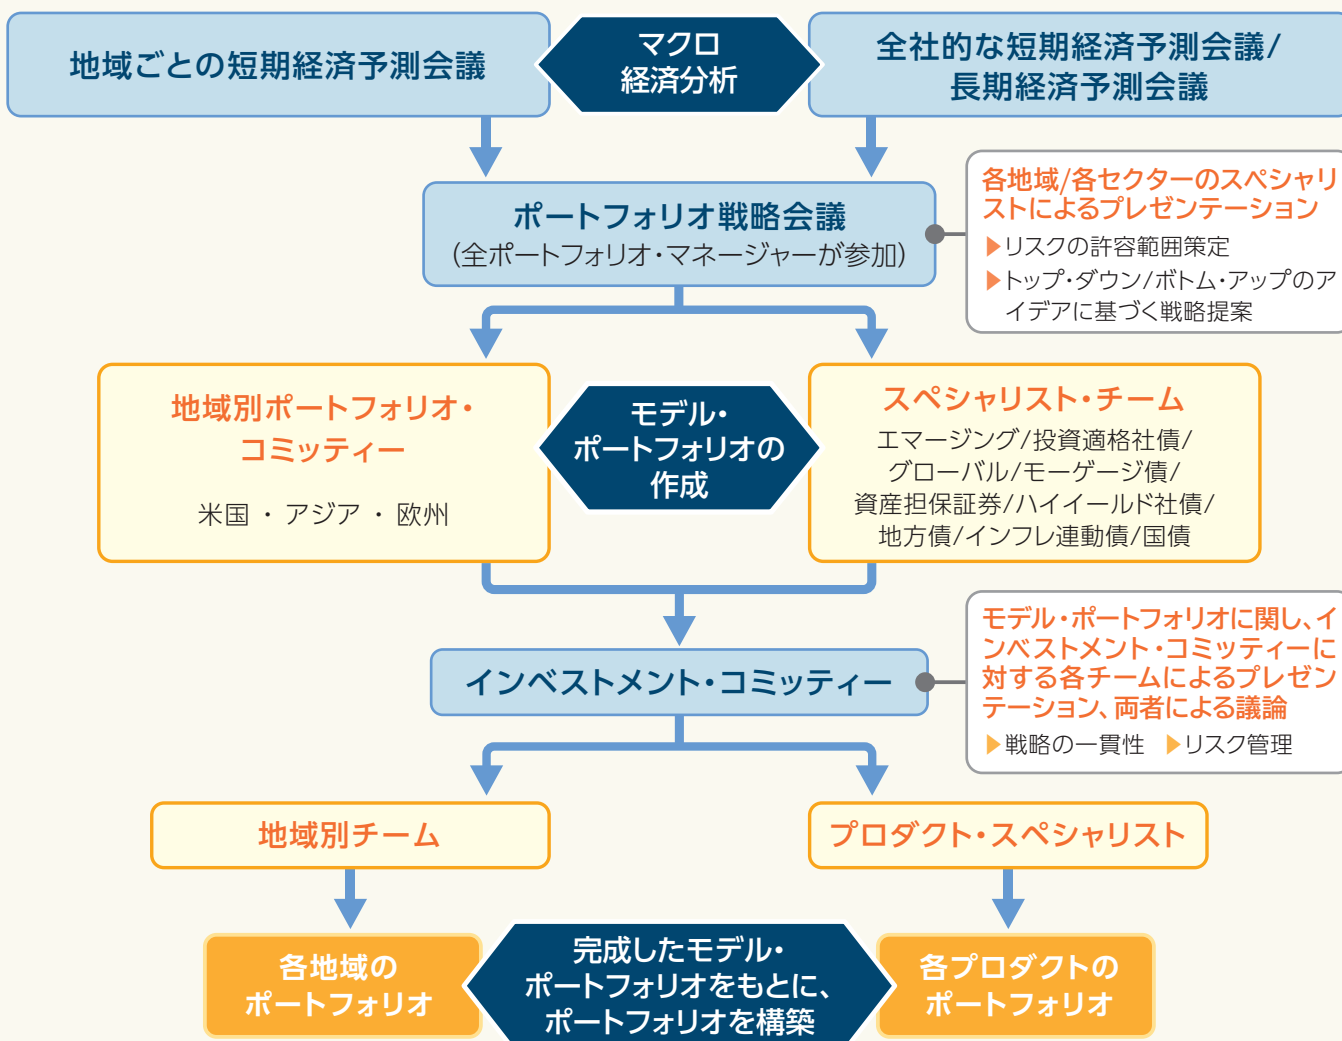 地域ごとの短期経済予測会議
マクロ
経済分析
全社的な短期経済予測会議/
長期経済予測会議
ポートフォリオ戦略会議
(全ポートフォリオ・マネージャーが参加)
各地域/各セクターのスペシャリ
ストによるプレゼンテーション
▶リスクの許容範囲策定
▶トップ・ダウン/ボトム・アップのア
イデアに基づく戦略提案
地域別ポートフォリオ・
コミッティー
米国 ・ アジア ・ 欧州
モデル・
ポートフォリオの
作成
スペシャリスト・チーム
エマージング/投資適格社債/
グローバル/モーゲージ債/
資産担保証券/ハイイールド社債/
地方債/インフレ連動債/国債
インベストメント・コミッティー
モデル・ポートフォリオに関し、イ
ンベストメント・コミッティーに
対する各チームによるプレゼン
テーション、両者による議論
▶戦略の一貫性 ▶リスク管理
地域別チーム
プロダクト・スペシャリスト
各地域の
ポートフォリオ
完成したモデル・
ポートフォリオをもとに、
ポートフォリオを構築
各プロダクトの
ポートフォリオ